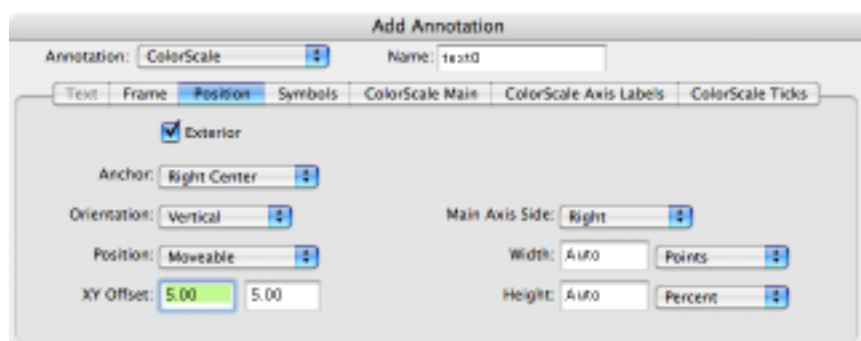 Add Annotation
Annotation: ColorScale Name: text0
Text Frame Position Symbols ColorScale Main ColorScale Axis Labels ColorScale Ticks
Exterior
Anchor: Right Center
Orientation: Vertical Main Axis Side: Right
Position: Moveable Width: Auto Points
XY Offset: 5.00 5.00 Height: Auto Percent